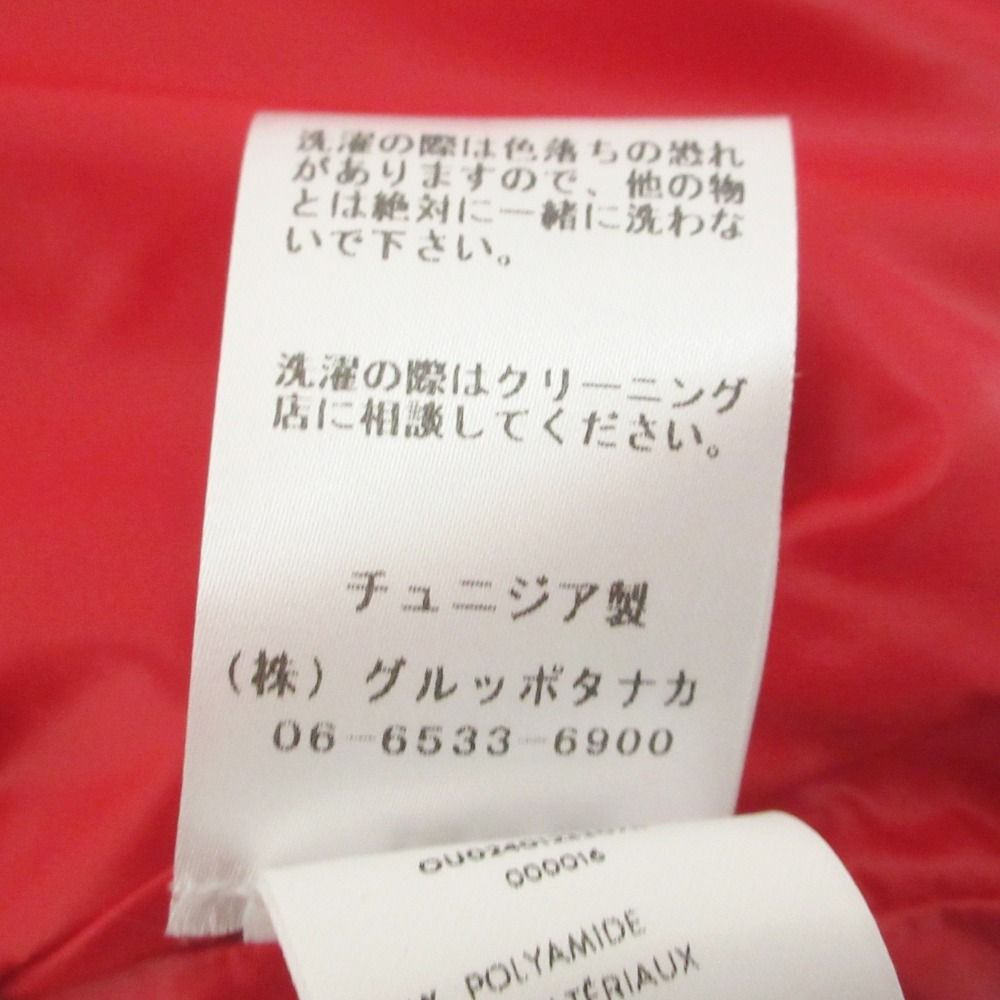 洗濯の際は色落ちの恐れ
がありますので、他の物
とは絶対に一緒に洗わな
いで下さい。
洗濯の際はクリーニング
店に相談してください。
チュニジア製
（株）グルッポタナカ
06-6533-6900
000016
POLYAMIDE